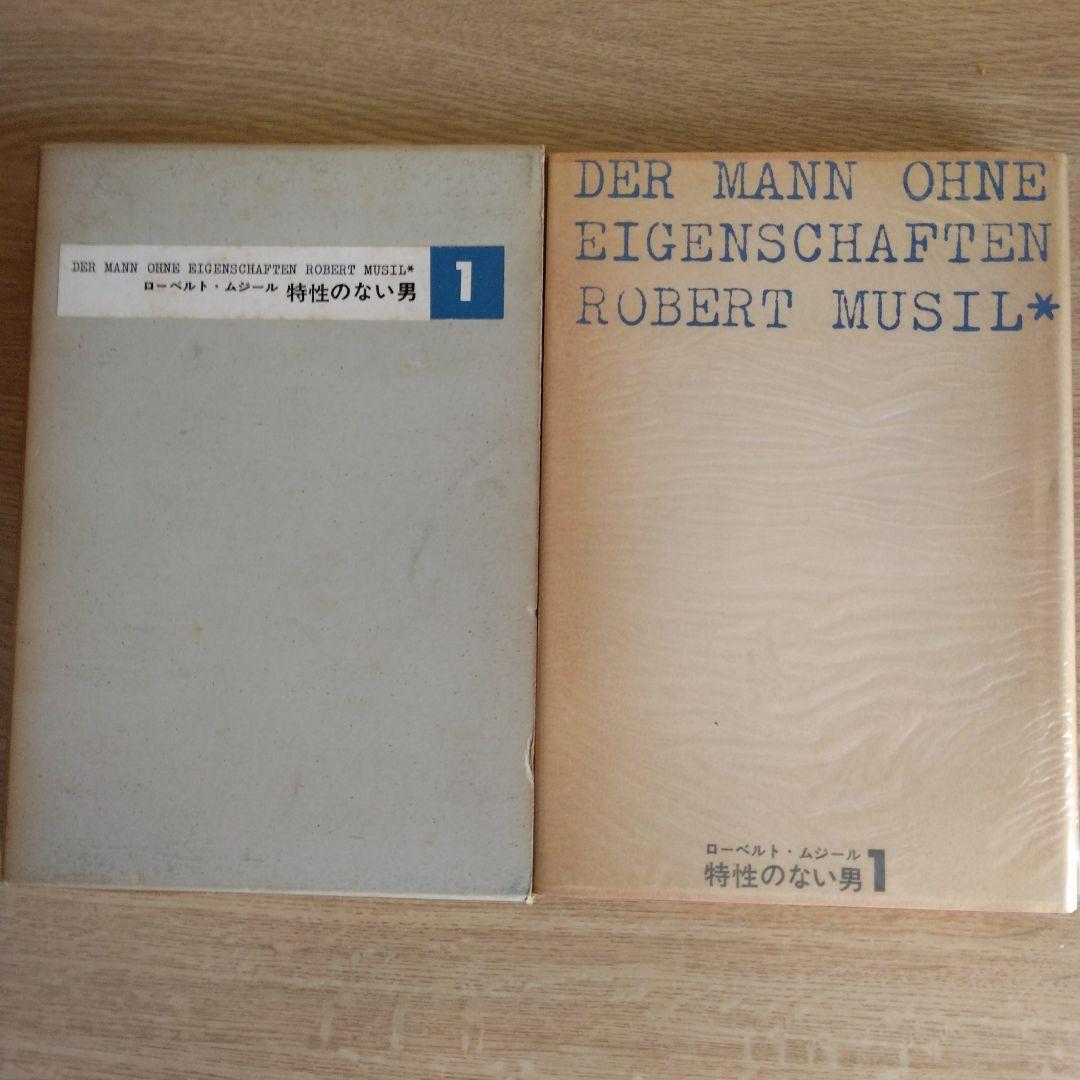 DER MANN OHNE EIGENSCHAFTEN ROBERT MUSIL*
ローベルト・ムジール 特性のない男
1
DER MANN OHNE
EIGENSCHAFTEN
ROBERT MUSIL*
ローベルト・ムジール
特性のない男 1